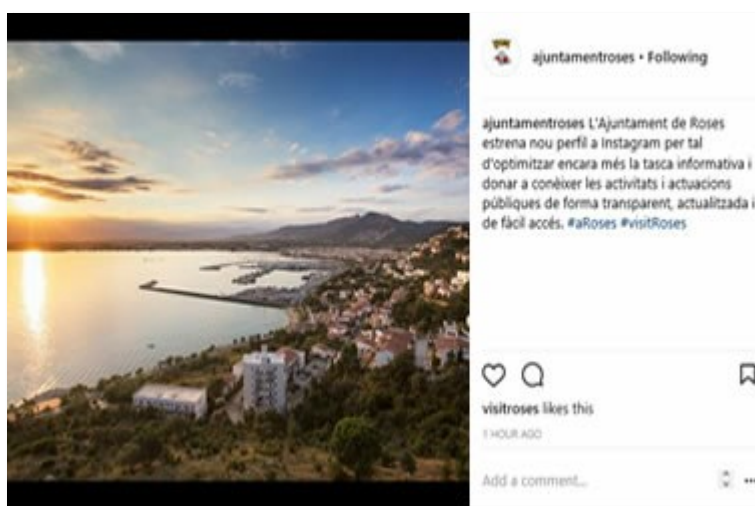 ajuntamentroses • Following
ajuntamentroses L'Ajuntament de Roses
estrena nou perfil a Instagram per tal
d'optimitzar encara més la tasca informativa i
donar a conèixer les activitats i actuacions
públiques de forma transparent, actualitzada i
de fàcil accés. #aRoses #visitRoses
visitroses likes this
1 HOUR AGO
Add a comment...